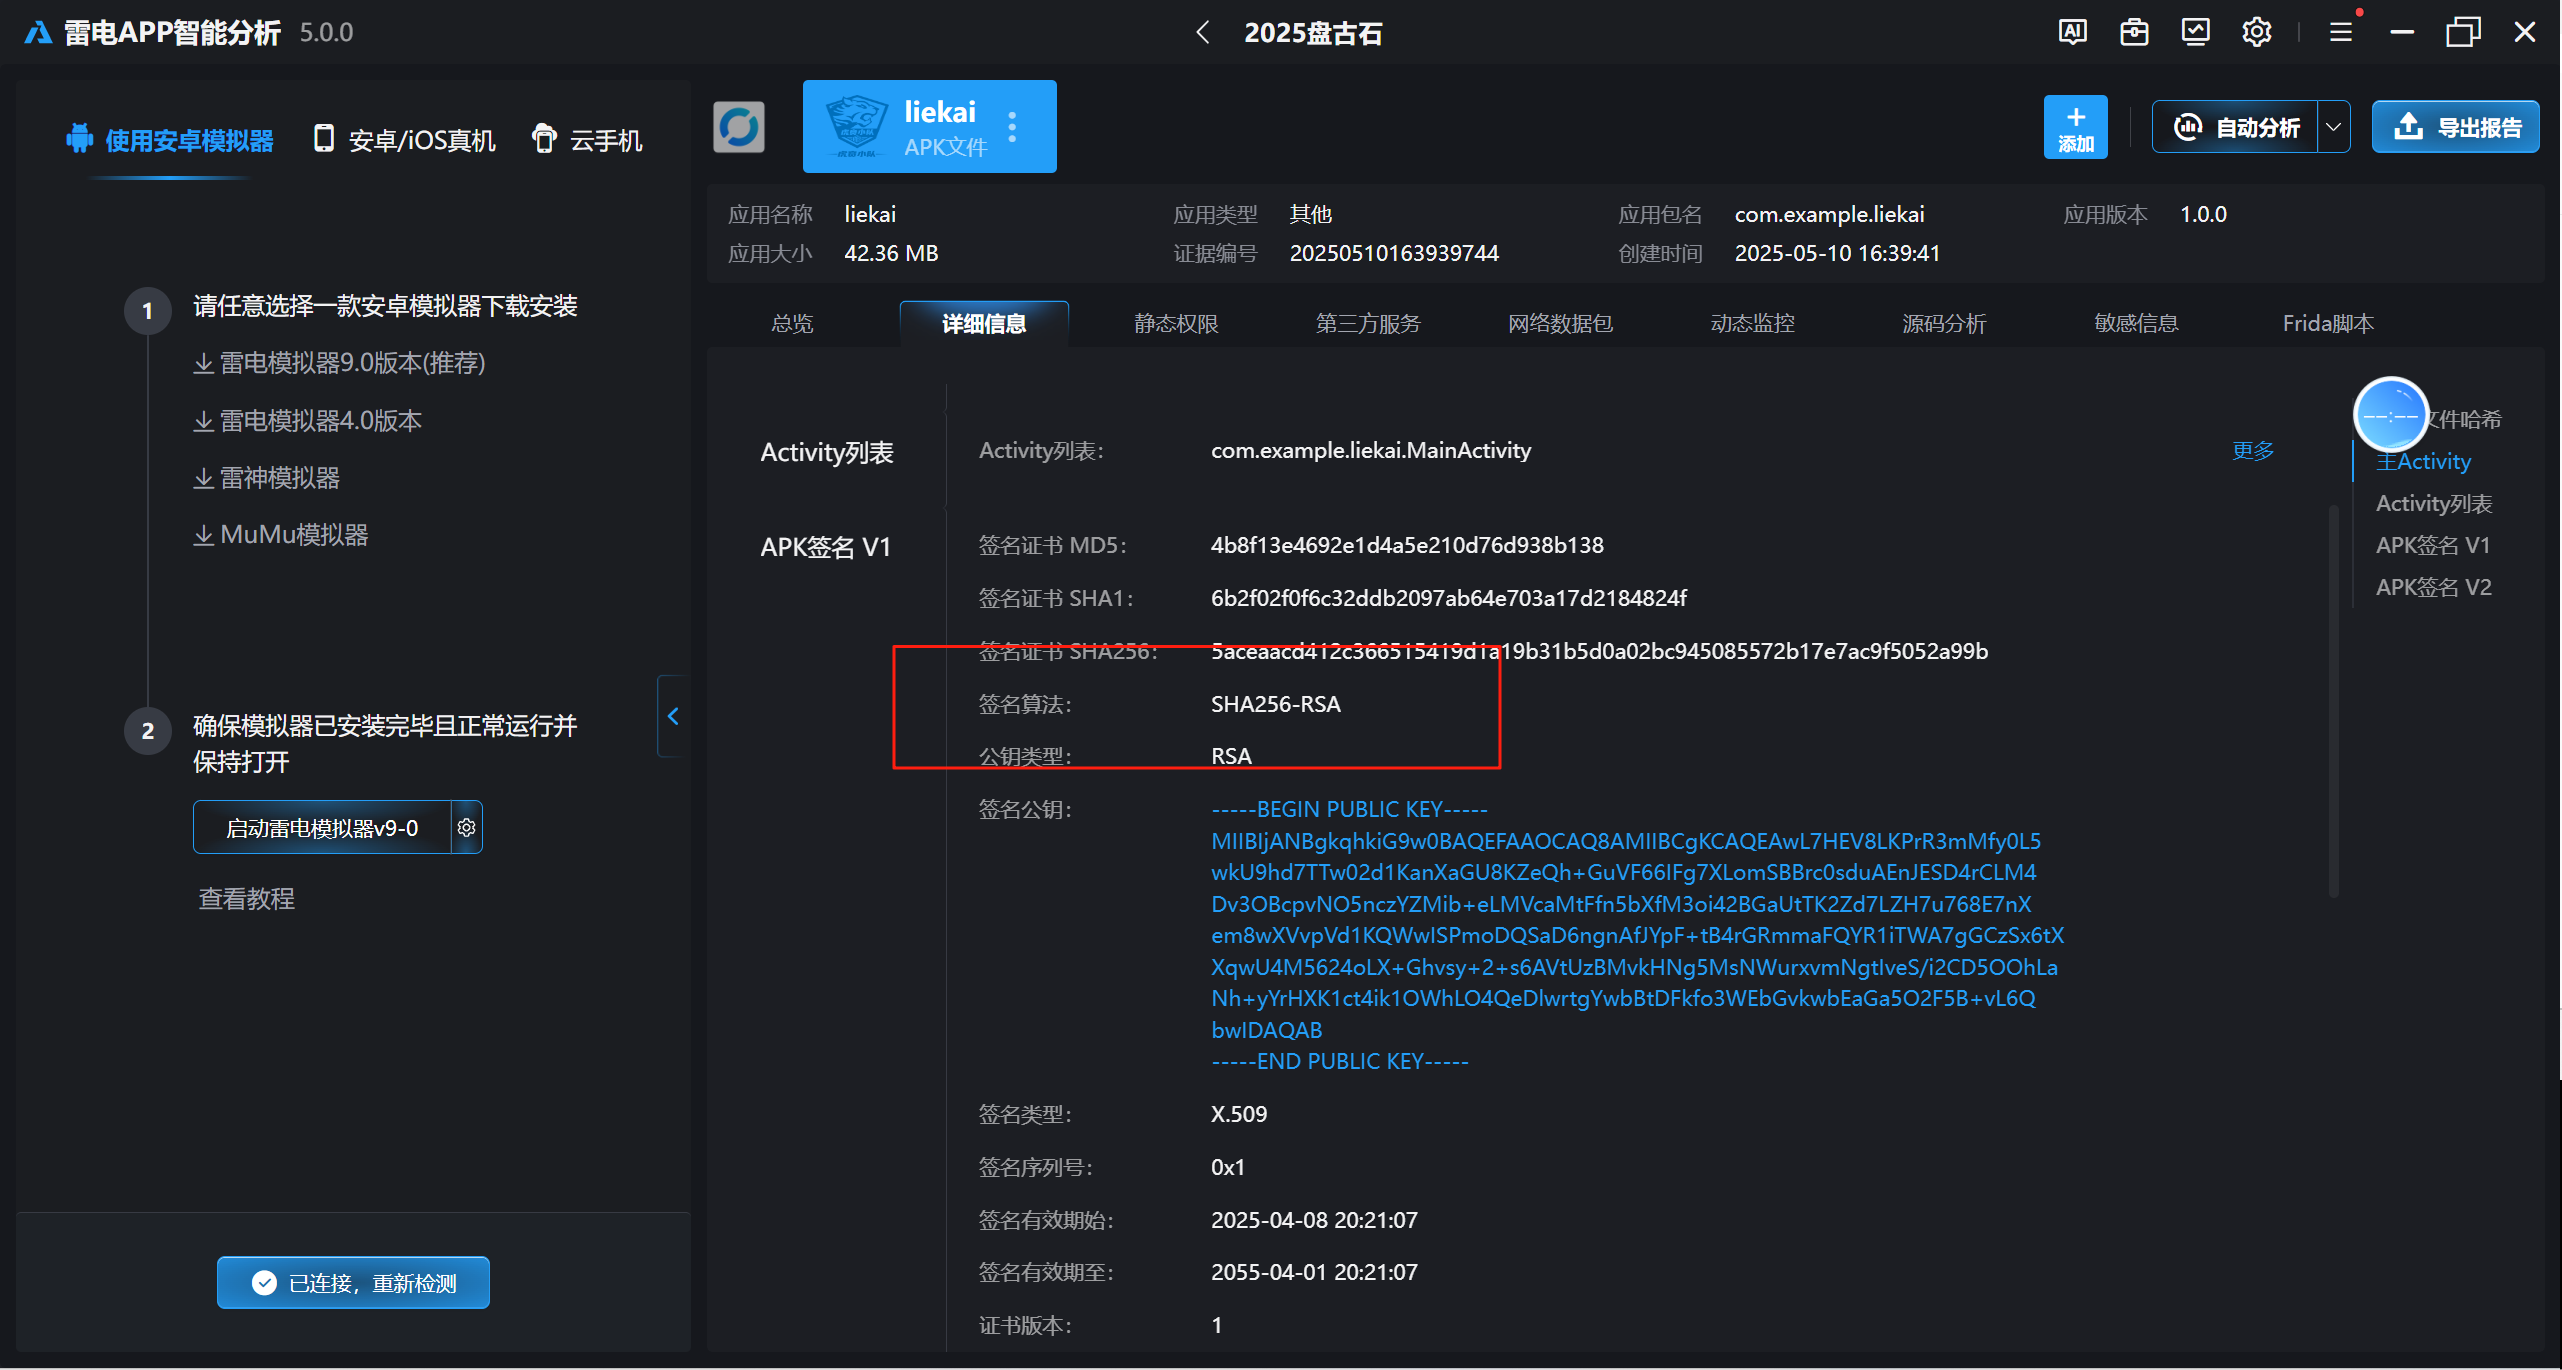 雷电APP智能分析 5.0.0
2025盘古石
AI
使用安卓模拟器
安卓/iOS真机
云手机
1
请任意选择一款安卓模拟器下载安装
雷电模拟器9.0版本(推荐)
雷电模拟器4.0版本
雷神模拟器
MuMu模拟器
2
确保模拟器已安装完毕且正常运行并
保持打开
启动雷电模拟器v9-0
查看教程
已连接，重新检测
liekai
APK文件
添加
自动分析
导出报告
应用名称 liekai
应用类型 其他
应用包名 com.example.liekai
应用版本 1.0.0
应用大小 42.36 MB
证据编号 20250510163939744
创建时间 2025-05-10 16:39:41
总览
详细信息
静态权限
第三方服务
网络数据包
动态监控
源码分析
敏感信息
Frida脚本
Activity列表
Activity列表： com.example.liekai.MainActivity
更多
APK签名 V1
签名证书 MD5： 4b8f13e4692e1d4a5e210d76d938b138
签名证书 SHA1： 6b2f02f0f6c32ddb2097ab64e703a17d2184824f
签名证书 SHA256： 5aceaacd412c366515419d1a19b31b5d0a02bc945085572b17e7ac9f5052a99b
签名算法： SHA256-RSA
公钥类型： RSA
签名公钥： -----BEGIN PUBLIC KEY-----
MIIBIjANBgkqhkiG9w0BAQEFAAOCAQ8AMIIBCgKCAQEAwL7HEV8LKPrR3mMfy0L5
wkU9hd7TTw02d1KanXaGU8KZeQh+GuVF66IFg7XLomSBBrc0sduAEnJESD4rCLM4
Dv3OBcpvNO5nczYZMib+eLMVcaMtFfn5bXfM3oi42BGaUtTK2Zd7LZH7u768E7nX
em8wXVvpVd1KQWwISPmoDQSaD6ngnAfJYpF+tB4rGRmmaFQYR1iTWA7gGCzSx6tX
XqwU4M5624oLX+Ghvsy+2+s6AVtUzBMvkHNg5MsNWurxvmNgtIveS/i2CD5OOhLa
Nh+yYrHXK1ct4ik1OWhLO4QeDlwrtgYwbBtDFkfo3WEbGvkwbEaGa5O2F5B+vL6Q
bwIDAQAB
-----END PUBLIC KEY-----
签名类型： X.509
签名序列号： 0x1
签名有效期始： 2025-04-08 20:21:07
签名有效期至： 2055-04-01 20:21:07
证书版本： 1
--:--
文件哈希
主Activity
Activity列表
APK签名 V1
APK签名 V2